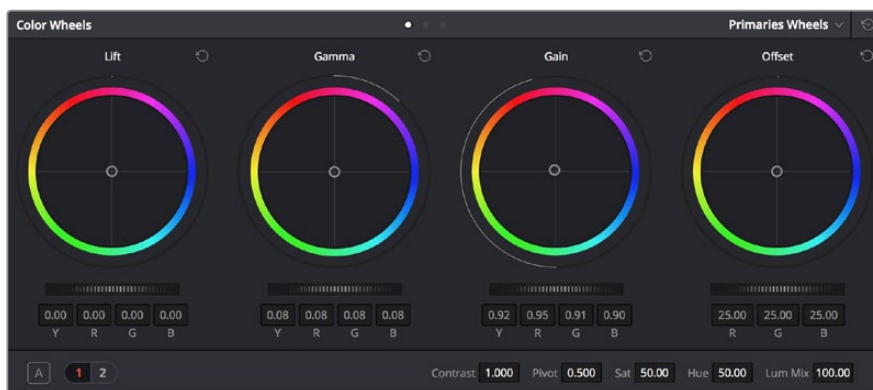 Color Wheels Primaries Wheels
Lift Gamma Gain Offset
0.00 0.00 0.00 0.00 0.08 0.08 0.08 0.08 0.92 0.95 0.91 0.90 25.00 25.00 25.00
Y R G B Y R G B Y R G B R G B
A 1 2 Contrast 1.000 Pivot 0.500 Sat 50.00 Hue 50.00 Lum Mix 100.00